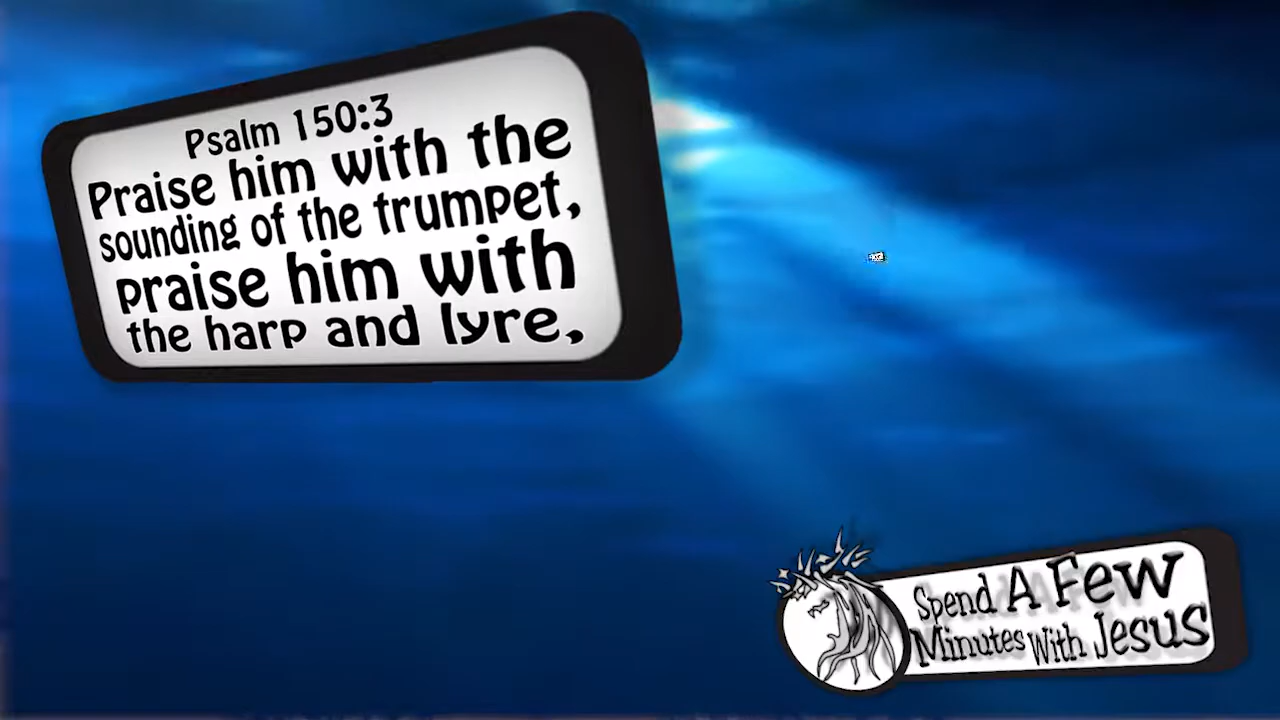 Psalm 150:3
Praise him with the
sounding of the trumpet,
praise him with
the harp and lyre,
Spend A Few
Minutes With Jesus